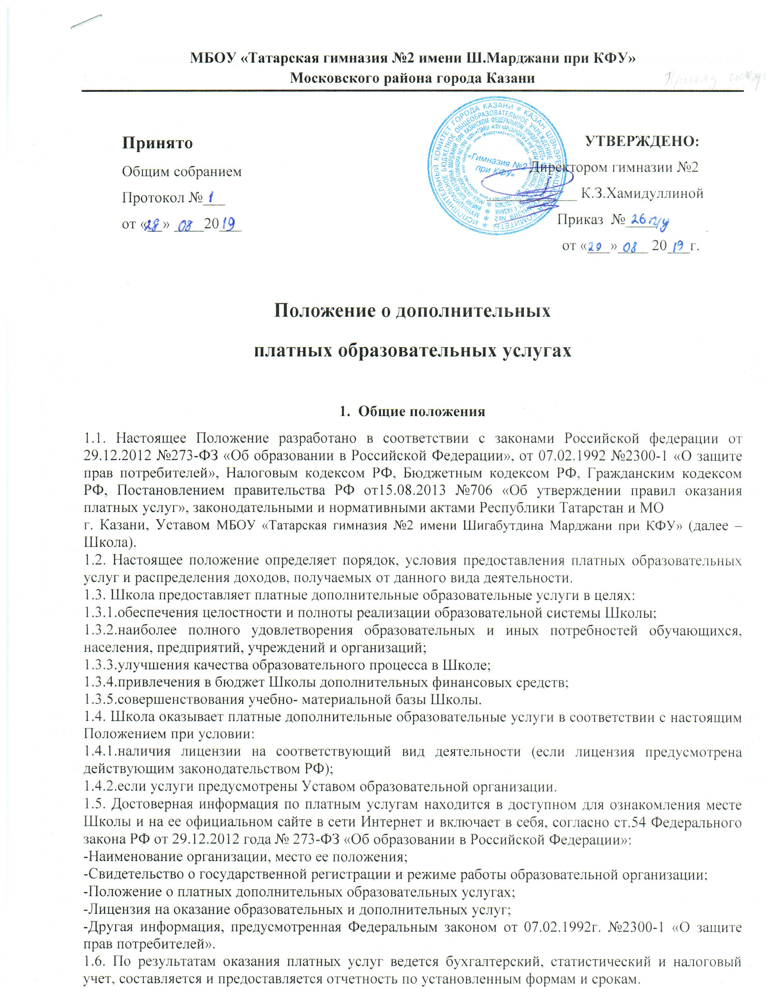 МБОУ «Татарская гимназия №2 имени Ш.Марджани при КФУ»
Московского района города Казани
Приказ
Принято
Общим собранием
Протокол № 1
от «28» 08 2019
ИСПОЛНИТЕЛЬНЫЙ КОМИТЕТ ГОРОДА КАЗАНИ * КАЗАН ШӘҺӘРЕ БАШКАРМА КОМИТЕТЫ *
МУНИЦИПАЛЬНОЕ БЮДЖЕТНОЕ ОБЩЕОБРАЗОВАТЕЛЬНОЕ УЧРЕЖДЕНИЕ
«Гимназия №2
при КФУ»
УТВЕРЖДЕНО:
Директором гимназии №2
К.З.Хамидуллиной
Приказ № 26 п/у
от «29» 08 2019 г.
Положение о дополнительных
платных образовательных услугах
1. Общие положения
1.1. Настоящее Положение разработано в соответствии с законами Российской федерации от
29.12.2012 №273-ФЗ «Об образовании в Российской Федерации», от 07.02.1992 №2300-1 «О защите
прав потребителей», Налоговым кодексом РФ, Бюджетным кодексом РФ, Гражданским кодексом
РФ, Постановлением правительства РФ от15.08.2013 №706 «Об утверждении правил оказания
платных услуг», законодательными и нормативными актами Республики Татарстан и МО
г. Казани, Уставом МБОУ «Татарская гимназия №2 имени Шигабутдина Марджани при КФУ» (далее –
Школа).
1.2. Настоящее положение определяет порядок, условия предоставления платных образовательных
услуг и распределения доходов, получаемых от данного вида деятельности.
1.3. Школа предоставляет платные дополнительные образовательные услуги в целях:
1.3.1.обеспечения целостности и полноты реализации образовательной системы Школы;
1.3.2.наиболее полного удовлетворения образовательных и иных потребностей обучающихся,
населения, предприятий, учреждений и организаций;
1.3.3.улучшения качества образовательного процесса в Школе;
1.3.4.привлечения в бюджет Школы дополнительных финансовых средств;
1.3.5.совершенствования учебно- материальной базы Школы.
1.4. Школа оказывает платные дополнительные образовательные услуги в соответствии с настоящим
Положением при условии:
1.4.1.наличия лицензии на соответствующий вид деятельности (если лицензия предусмотрена
действующим законодательством РФ);
1.4.2.если услуги предусмотрены Уставом образовательной организации.
1.5. Достоверная информация по платным услугам находится в доступном для ознакомления месте
Школы и на ее официальном сайте в сети Интернет и включает в себя, согласно ст.54 Федерального
закона РФ от 29.12.2012 года № 273-ФЗ «Об образовании в Российской Федерации»:
-Наименование организации, место ее положения;
-Свидетельство о государственной регистрации и режиме работы образовательной организации;
-Положение о платных дополнительных образовательных услугах;
-Лицензия на оказание образовательных и дополнительных услуг;
-Другая информация, предусмотренная Федеральным законом от 07.02.1992г. №2300-1 «О защите
прав потребителей».
1.6. По результатам оказания платных услуг ведется бухгалтерский, статистический и налоговый
учет, составляется и предоставляется отчетность по установленным формам и срокам.